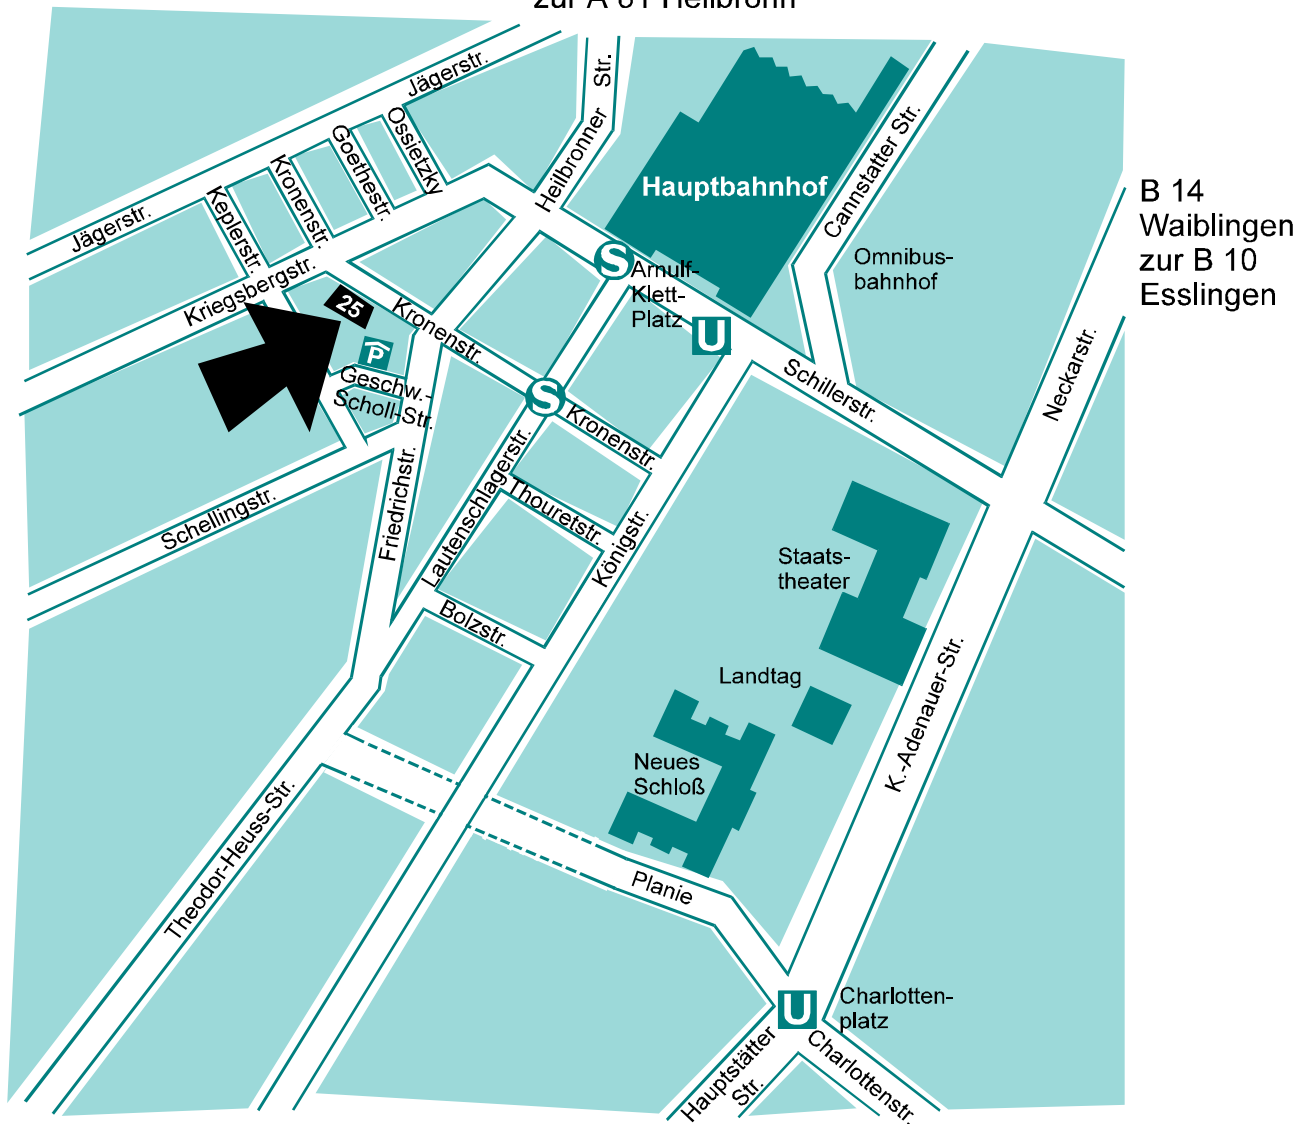 zur A 81 Heilbronn
Jägerstr.
Str.
Heilbronner
Ossietzky
Goethestr.
Kronenstr.
Keplerstr.
Jägerstr.
Kriegsbergstr.
Hauptbahnhof
Cannstatter Str.
B 14
Waiblingen
zur B 10
Esslingen
Omnibus-
bahnhof
S
Arnulf-
Klett-
Platz
U
25
P
Kronenstr.
Geschw.-
Scholl-Str.
S
Kronenstr.
Schillerstr.
Neckarstr.
Schellingstr.
Friedrichstr.
Lautenschlagerstr.
Thouretstr.
Königstr.
Bolzstr.
Staats-
theater
Landtag
K.-Adenauer-Str.
Neues
Schloß
Theodor-Heuss-Str.
Planie
U
Charlotten-
platz
Hauptstätter
Str.
Charlottenstr.